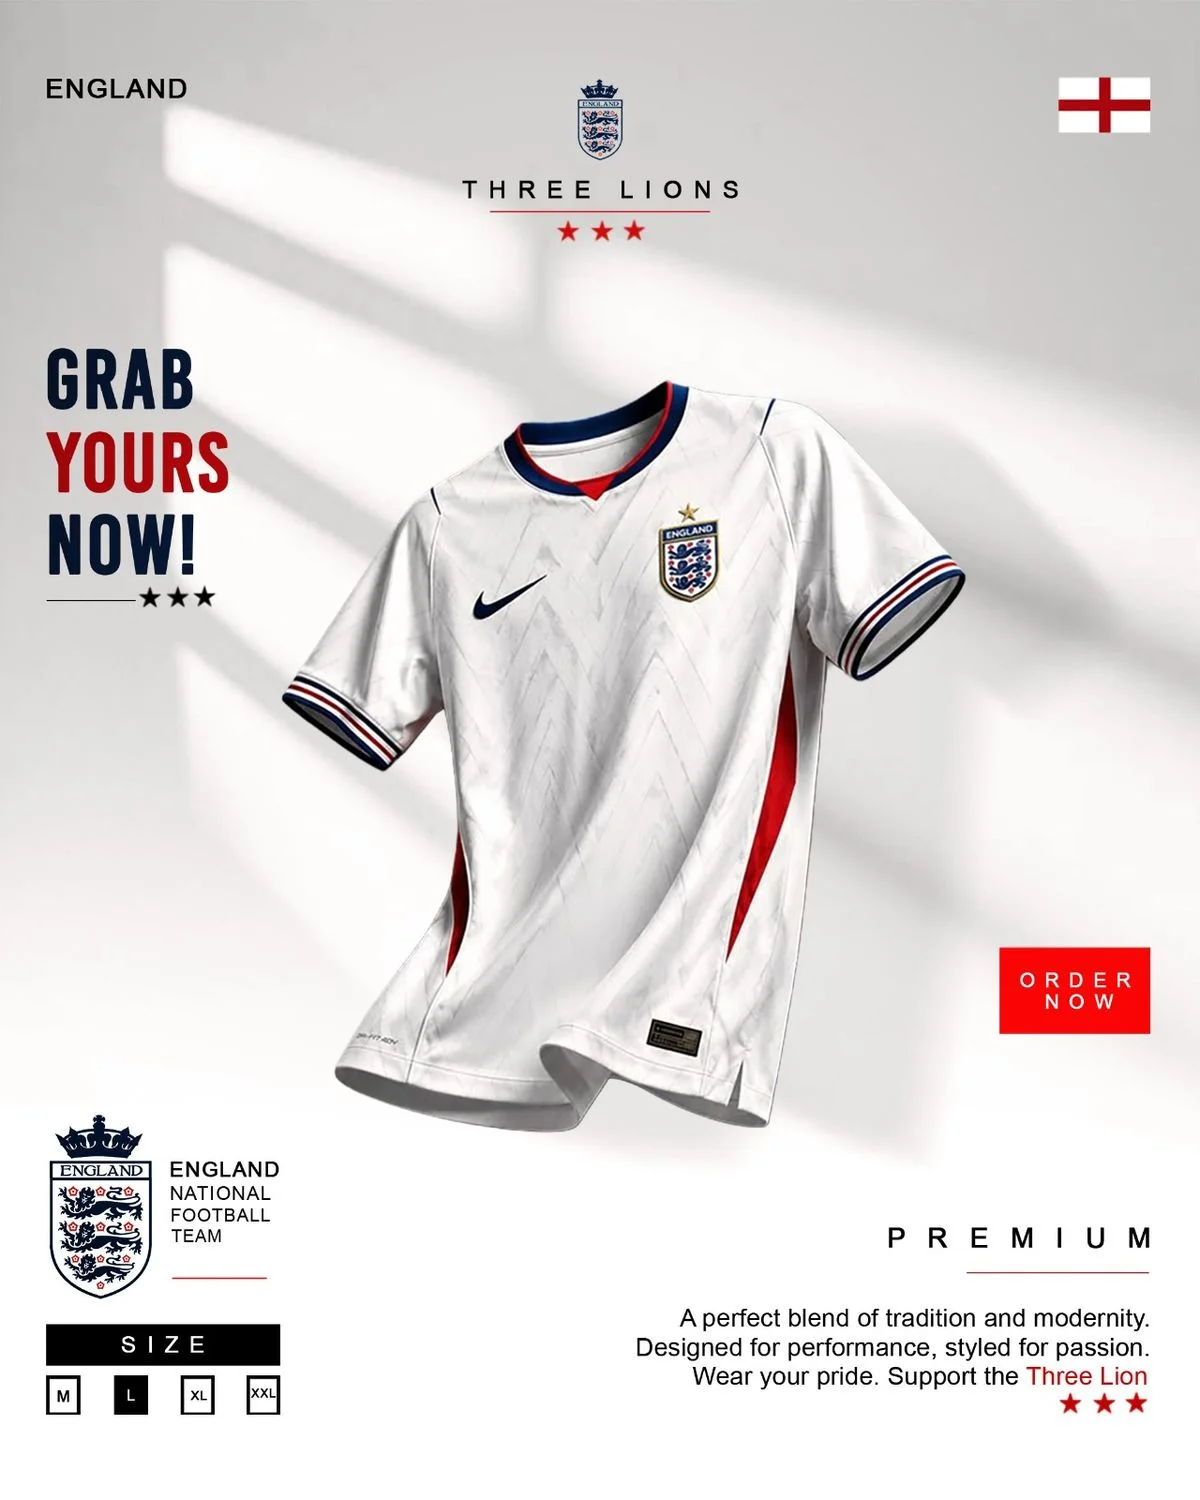 ENGLAND
ENGLAND
THREE LIONS
GRAB
YOURS
NOW!
ENGLAND
ORDER
NOW
ENGLAND
ENGLAND
NATIONAL
FOOTBALL
TEAM
SIZE
M L XL XXL
PREMIUM
A perfect blend of tradition and modernity.
Designed for performance, styled for passion.
Wear your pride. Support the Three Lion